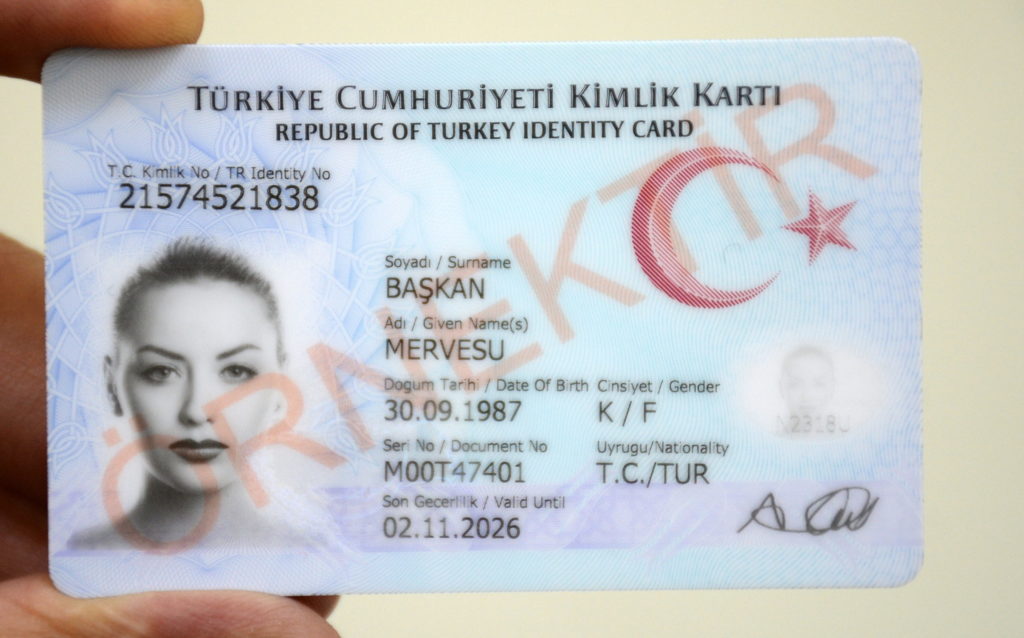 TÜRKİYE CUMHURİYETİ KİMLİK KARTI
REPUBLIC OF TURKEY IDENTITY CARD
T.C. Kimlik No / TR Identity No
21574521838
Soyadı / Surname
BAŞKAN
Adı / Given Name(s)
MERVESU
Doğum Tarihi / Date Of Birth Cinsiyet / Gender
30.09.1987 K / F
Seri No / Document No Uyruğu/Nationality
M00T47401 T.C./TUR
Son Geçerlilik / Valid Until
02.11.2026
N2318U
ÖRNEKTİR